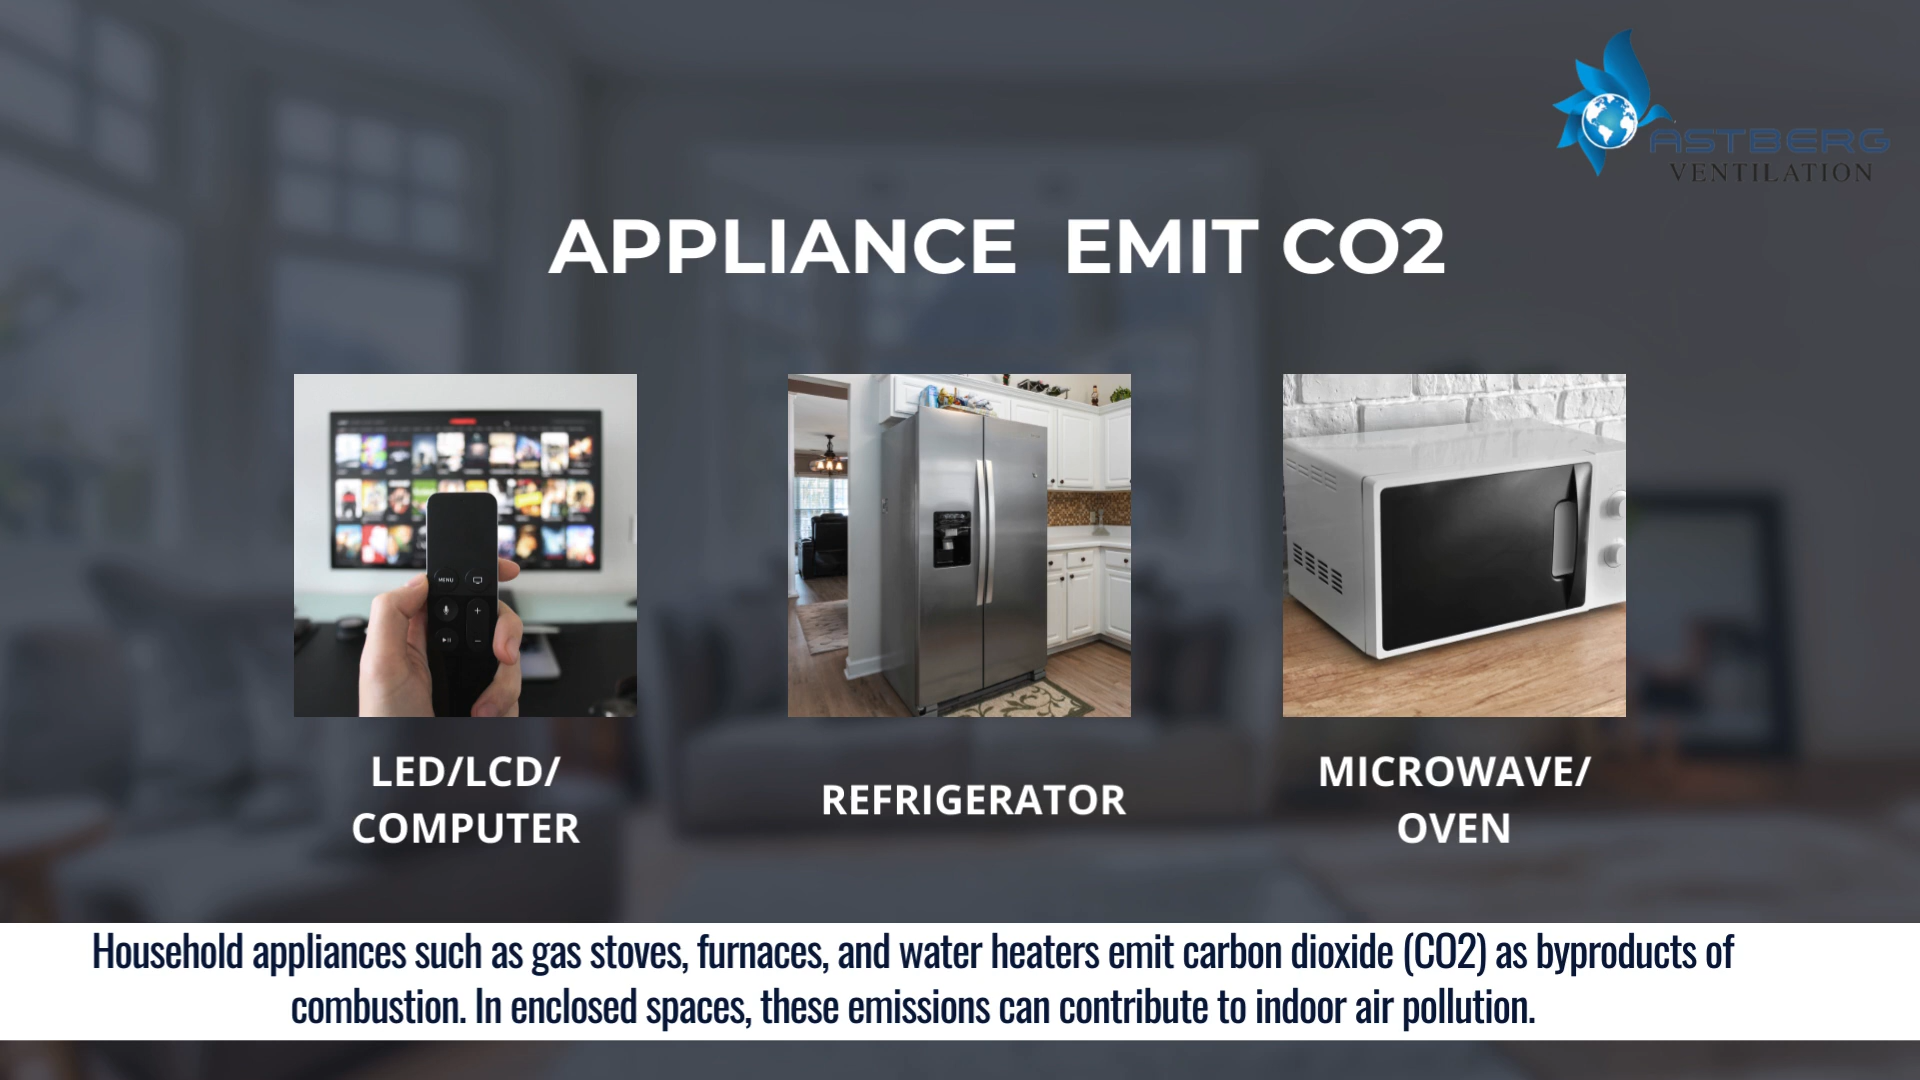 ASTBERG
VENTILATION
APPLIANCE EMIT CO2
MENU
LED/LCD/
COMPUTER
REFRIGERATOR
MICROWAVE/
OVEN
Household appliances such as gas stoves, furnaces, and water heaters emit carbon dioxide (CO2) as byproducts of
combustion. In enclosed spaces, these emissions can contribute to indoor air pollution.